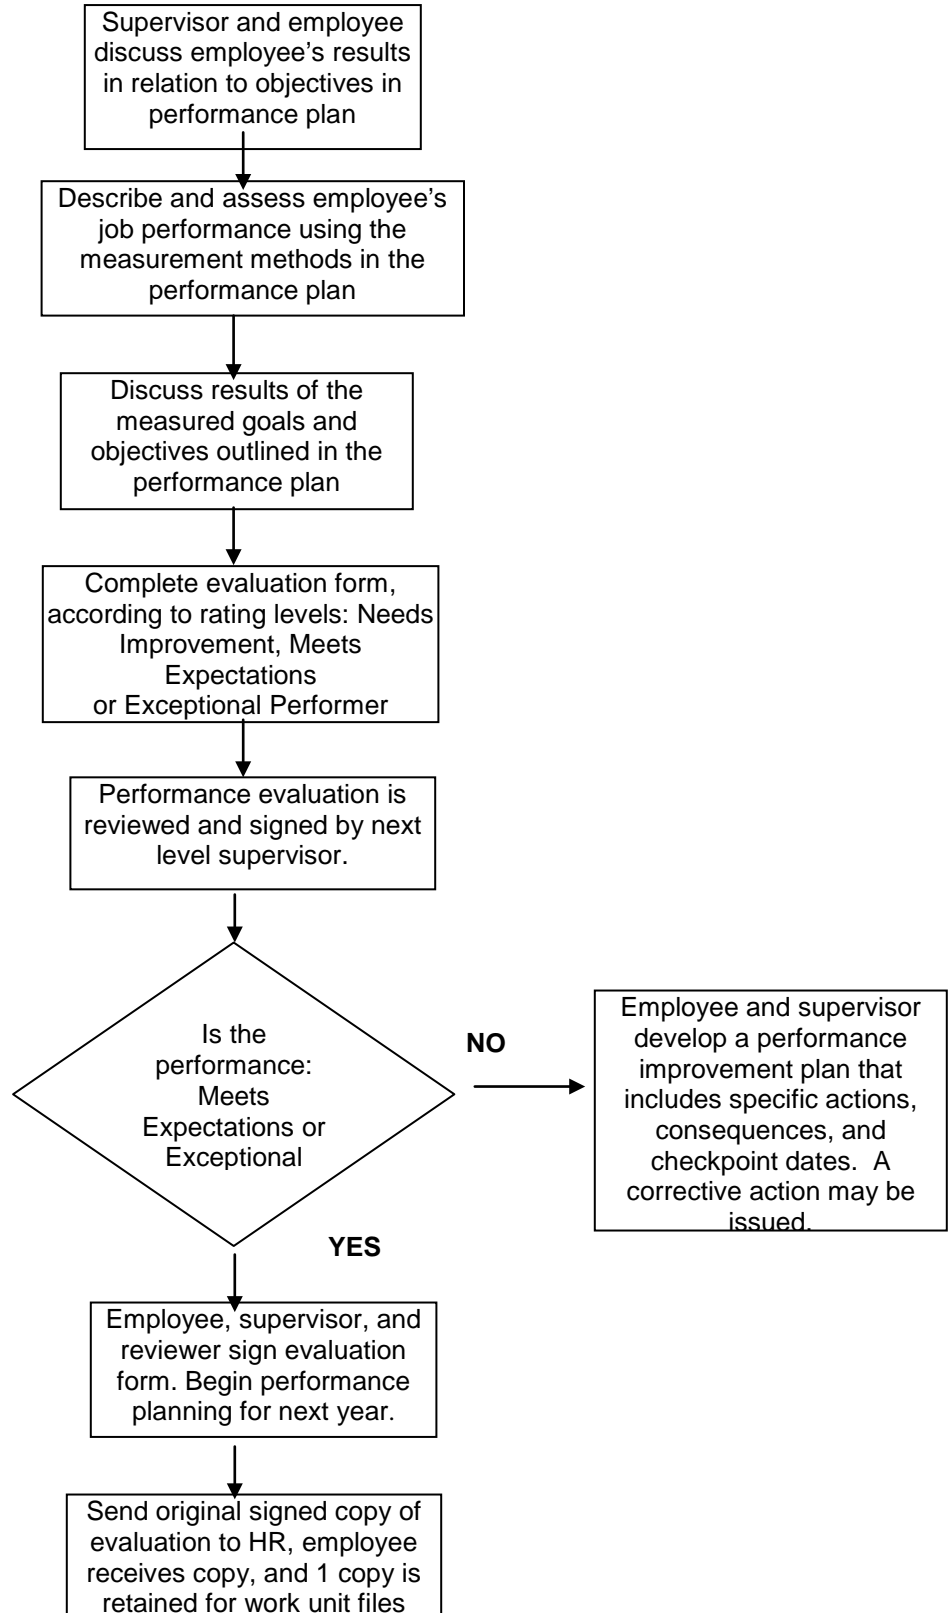 Supervisor and employee
discuss employee's results
in relation to objectives in
performance plan
Describe and assess employee's
job performance using the
measurement methods in the
performance plan
Discuss results of the
measured goals and
objectives outlined in the
performance plan
Complete evaluation form,
according to rating levels: Needs
Improvement, Meets
Expectations
or Exceptional Performer
Performance evaluation is
reviewed and signed by next
level supervisor.
Is the
performance:
Meets
Expectations or
Exceptional
NO
Employee and supervisor
develop a performance
improvement plan that
includes specific actions,
consequences, and
checkpoint dates.  A
corrective action may be
issued.
YES
Employee, supervisor, and
reviewer sign evaluation
form. Begin performance
planning for next year.
Send original signed copy of
evaluation to HR, employee
receives copy, and 1 copy is
retained for work unit files